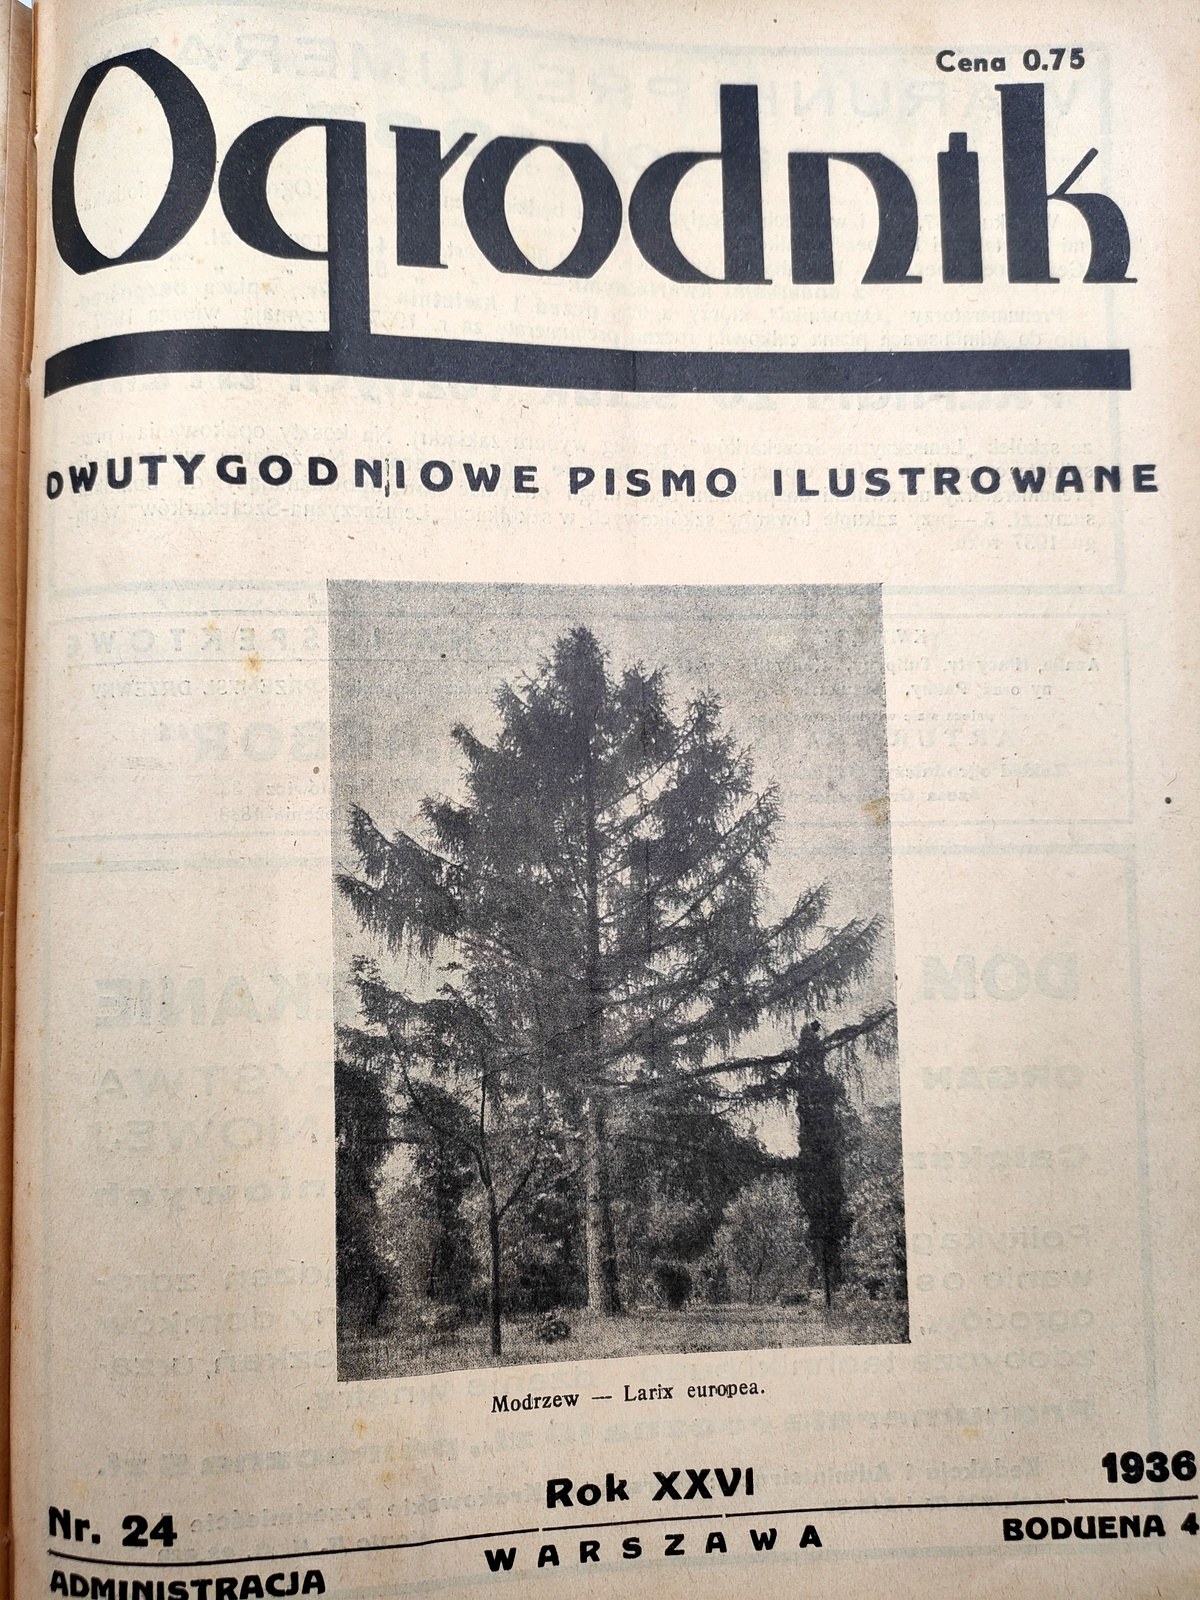 Cena 0.75
Ogrodnik
DWUTYGODNIOWE PISMO ILUSTROWANE
Modrzew — Larix europea.
Nr. 24 Rok XXVI 1936
ADMINISTRACJA WARSZAWA BODUENA 4